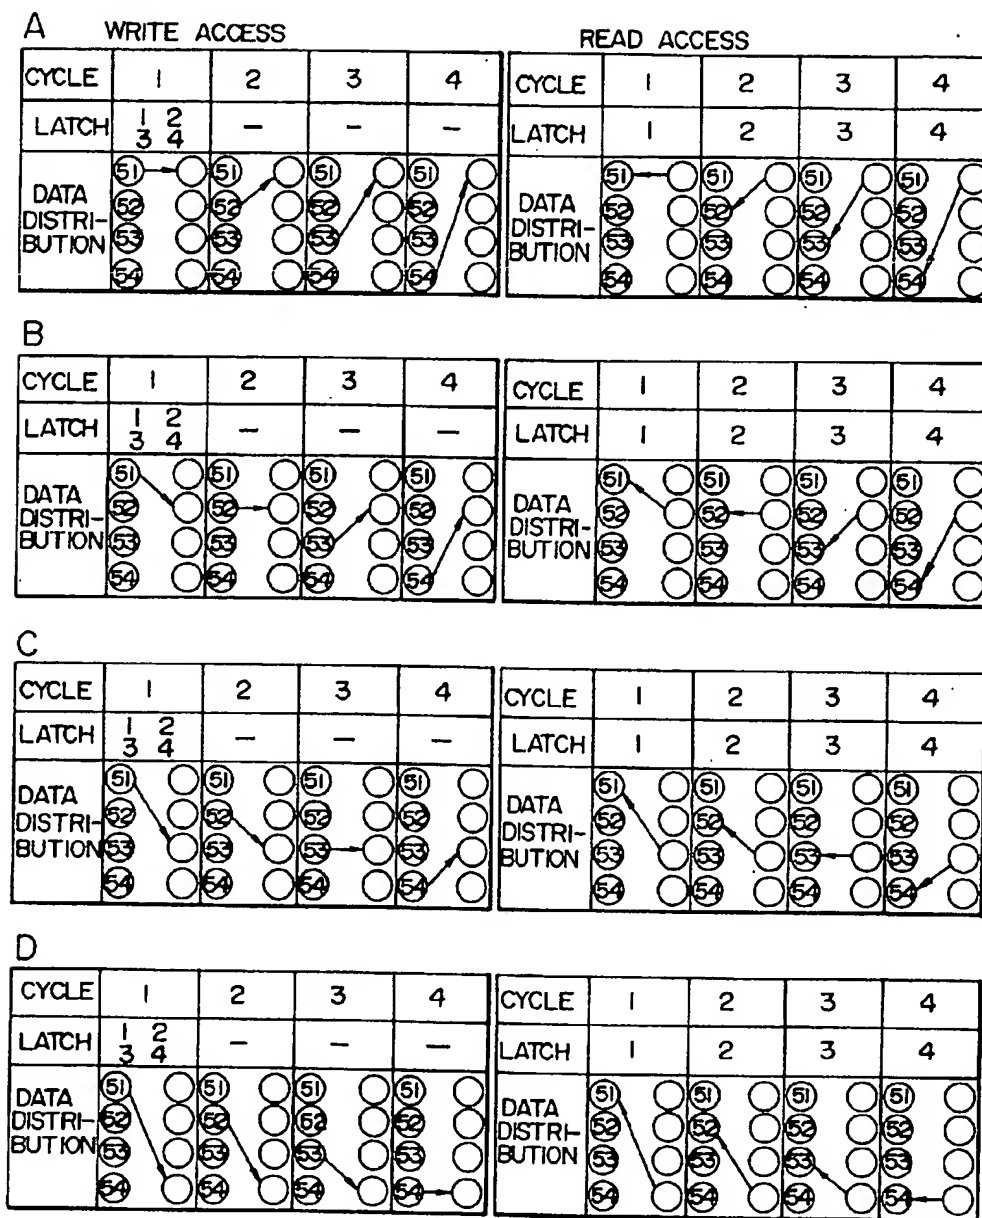 A
WRITE ACCESS
CYCLE 1 2 3 4
LATCH 1 2 3 4 — — —
DATA DISTRI- BUTION
51 51 51 51
52 52 52
53 53 53 53
54 54 54 54
READ ACCESS
CYCLE 1 2 3 4
LATCH 1 2 3 4
DATA DISTRI- BUTION
51 51 51 51
52 52 52 52
53 53 53 53
54 54 54 54
B
CYCLE 1 2 3 4
LATCH 1 2 3 4 — — —
DATA DISTRI- BUTION
51 51 51 51
52 52 52 52
53 53 53 53
54 54 54 54
CYCLE 1 2 3 4
LATCH 1 2 3 4
DATA DISTRI- BUTION
51 51 51 51
52 52 52 52
53 53 53 53
54 54 54 54
C
CYCLE 1 2 3 4
LATCH 1 2 3 4 — — —
DATA DISTRI- BUTION
51 51 51 51
52 52 52 52
53 53 53 53
54 54 54 54
CYCLE 1 2 3 4
LATCH 1 2 3 4
DATA DISTRI- BUTION
51 51 51 51
52 52 52 52
53 53 53 53
54 54 54 54
D
CYCLE 1 2 3 4
LATCH 1 2 3 4 — — —
DATA DISTRI- BUTION
51 51 51 51
52 52 62 52
53 53 53 53
54 54 54 54
CYCLE 1 2 3 4
LATCH 1 2 3 4
DATA DISTRI- BUTION
51 51 51 51
52 52 52 52
53 53 53 53
54 54 54 54